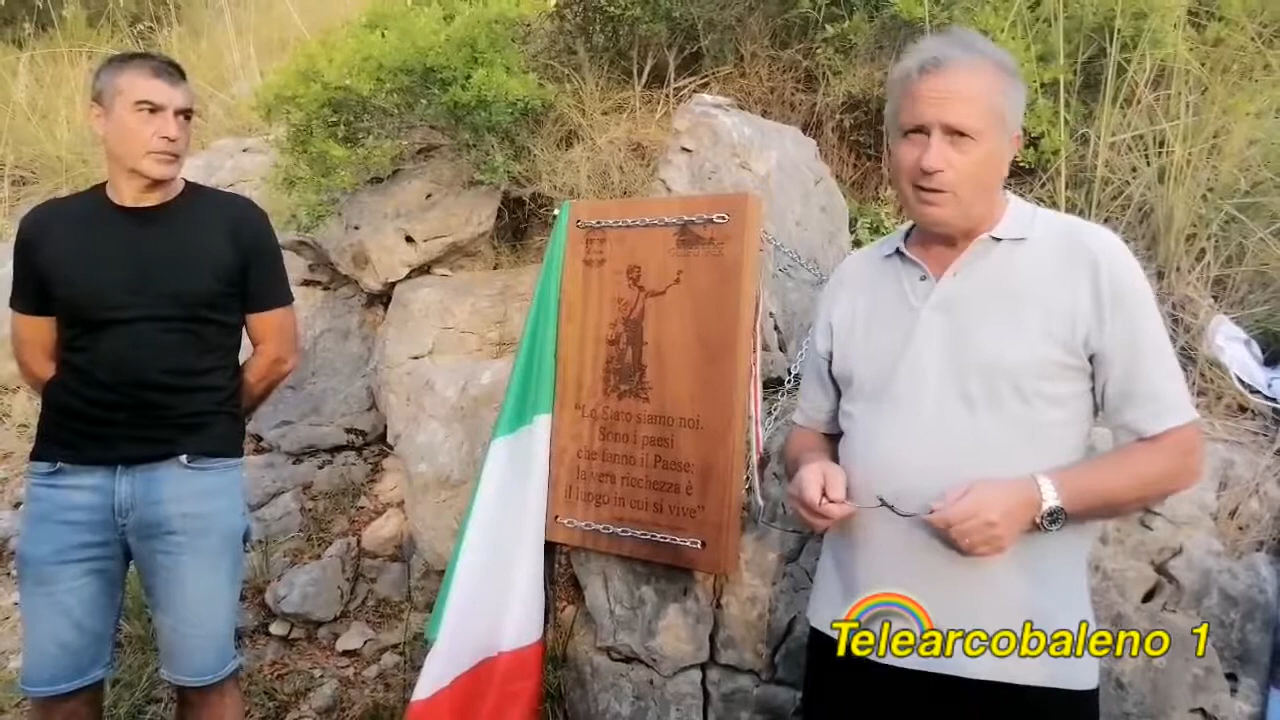 "Lo Stato siamo noi.
Sono i paesi
che fanno il Paese:
la vera ricchezza è
il luogo in cui si vive"
Telearcobaleno 1